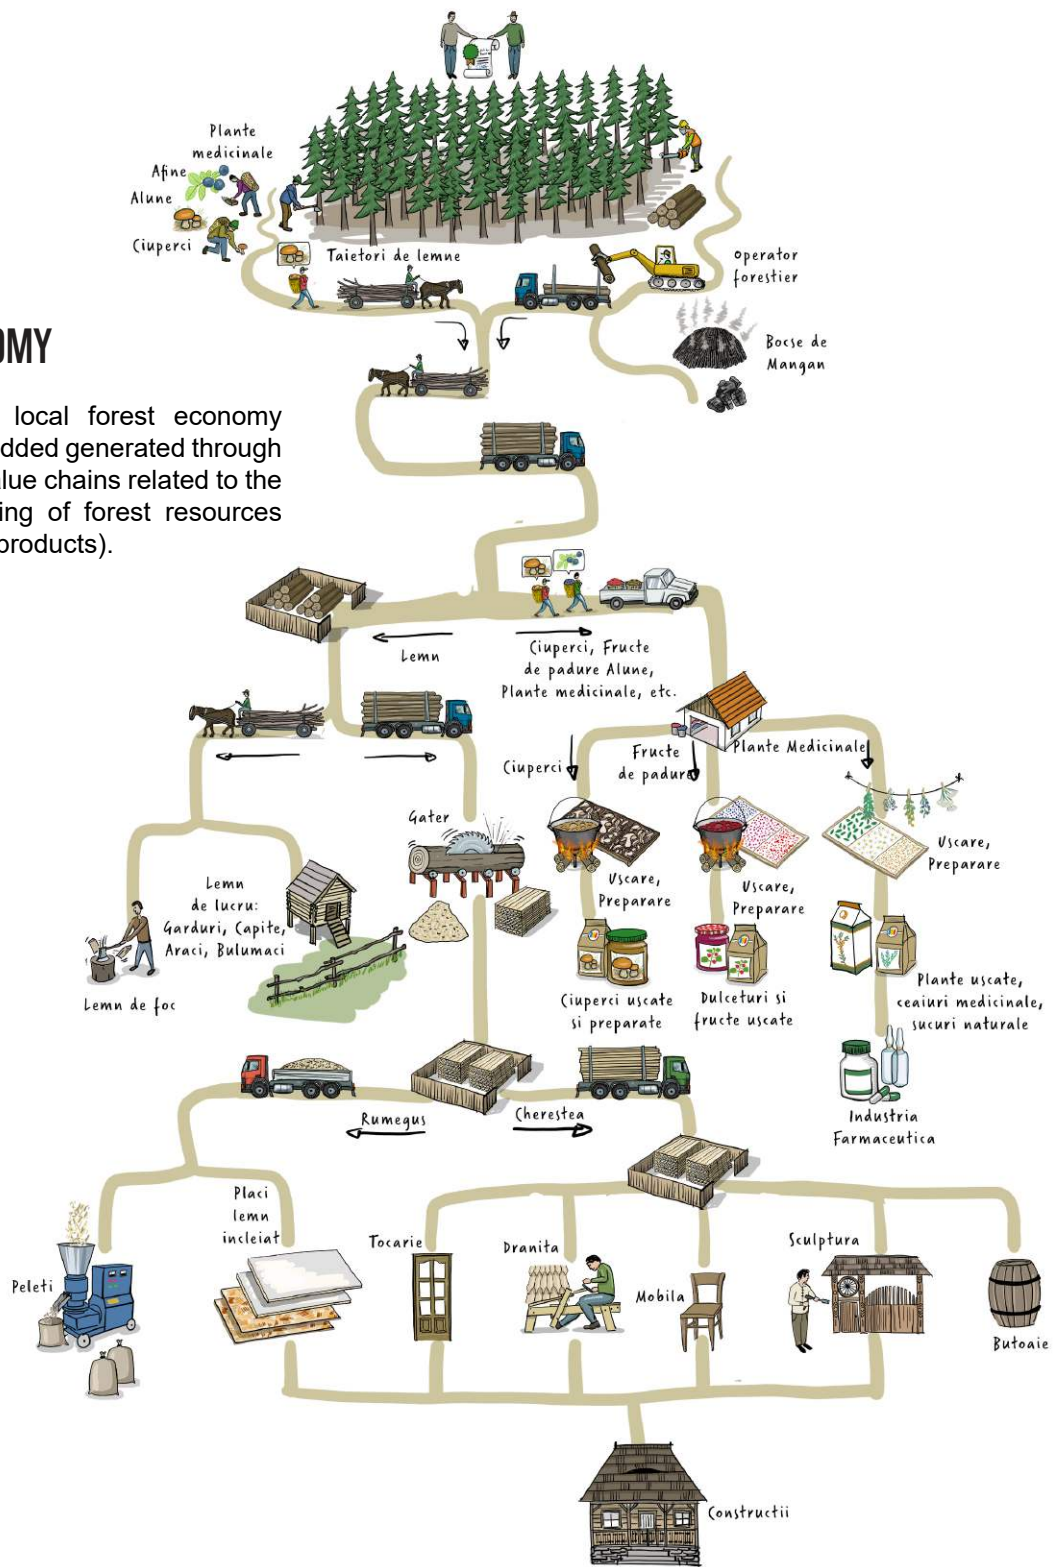 Plante
medicinale
Afine
Alune
Ciuperci
Taietori de lemne
Operator
forestier
Bocse de
Mangan
OMY
local forest economy
dded generated through
alue chains related to the
ing of forest resources
products).
Lemn
Ciuperci, Fructe
de padure Alune,
Plante medicinale, etc.
Ciuperci
Fructe
de padure
Plante Medicinale
Gater
Uscare,
Preparare
Uscare,
Preparare
Uscare,
Preparare
Lemn
de lucru:
Garduri, Capite,
Araci, Bulumaci
Lemn de foc
Ciuperci uscate
si preparate
Dulceturi si
fructe uscate
Plante uscate,
ceaiuri medicinale,
sucuri naturale
Industria
Farmaceutica
Rumegus
Cherestea
Placi
lemn
incleiat
Peleti
Tocarie
Dranita
Mobila
Sculptura
Butoaie
Constructii